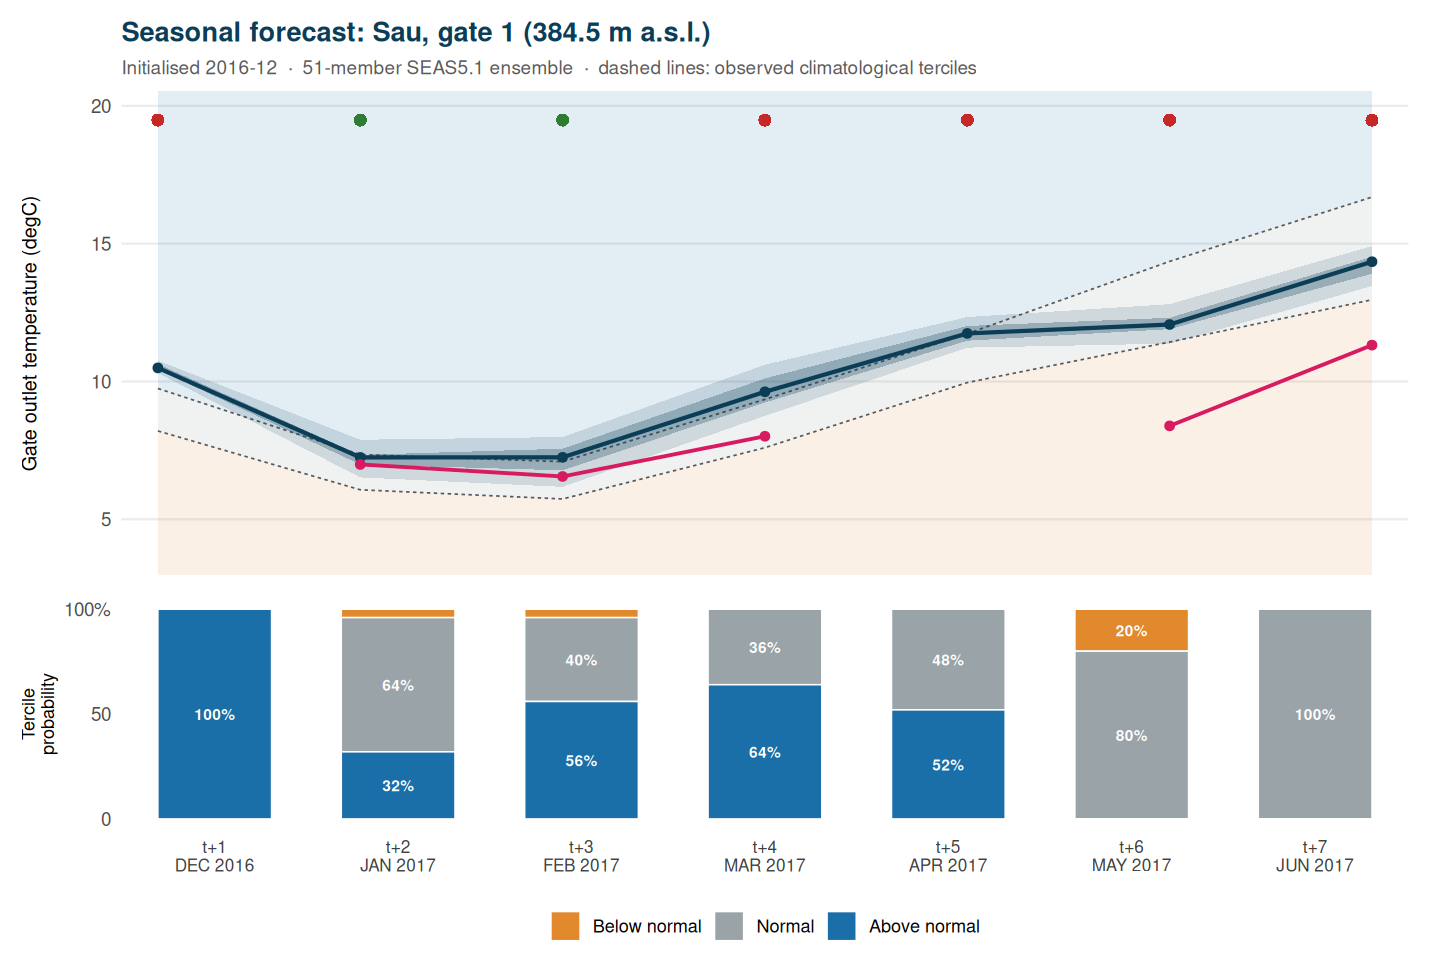 Seasonal forecast: Sau, gate 1 (384.5 m a.s.l.)
Initialised 2016-12 · 51-member SEAS5.1 ensemble · dashed lines: observed climatological terciles
Gate outlet temperature (degC)
20
15
10
5
Tercile
probability
100%
50
0
100%
64%
32%
40%
56%
36%
64%
48%
52%
20%
80%
100%
t+1
DEC 2016
t+2
JAN 2017
t+3
FEB 2017
t+4
MAR 2017
t+5
APR 2017
t+6
MAY 2017
t+7
JUN 2017
Below normal
Normal
Above normal